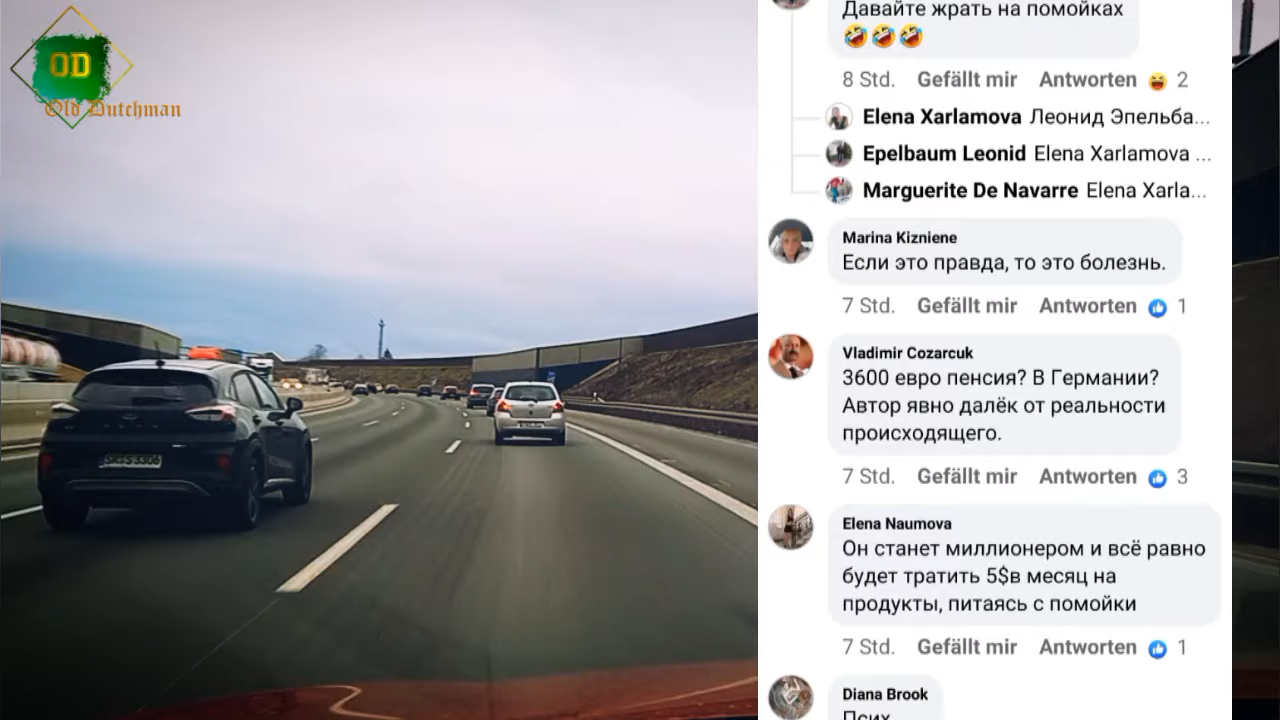 OD
Old Dutchman
Давайте жрать на помойках
8 Std. Gefällt mir Antworten 2
Elena Xarlamova Леонид Эпельба...
Epelbaum Leonid Elena Xarlamova ...
Marguerite De Navarre Elena Xarla...
Marina Kizniene
Если это правда, то это болезнь.
7 Std. Gefällt mir Antworten 1
Vladimir Cozarcuk
3600 евро пенсия? В Германии?
Автор явно далёк от реальности
происходящего.
7 Std. Gefällt mir Antworten 3
Elena Naumova
Он станет миллионером и всё равно
будет тратить 5$в месяц на
продукты, питаясь с помойки
7 Std. Gefällt mir Antworten 1
Diana Brook
Псих